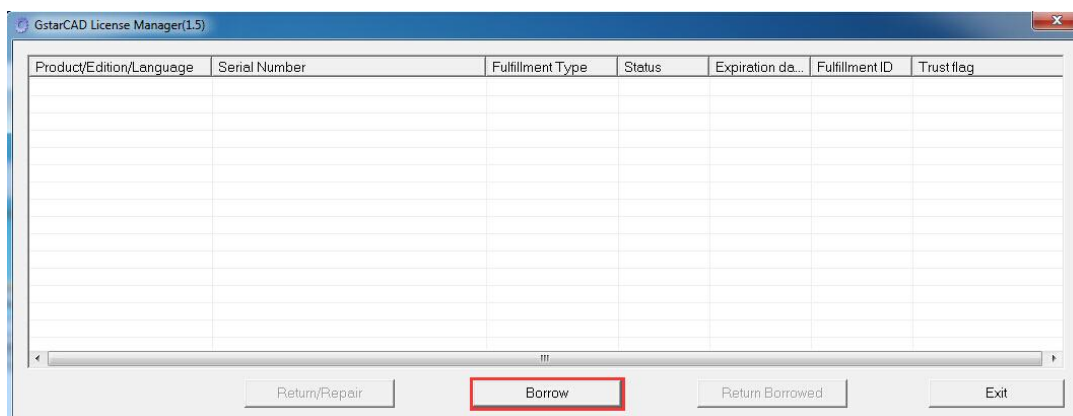 GstarCAD License Manager(1.5)
Product/Edition/Language Serial Number Fulfillment Type Status Expiration da... Fulfillment ID Trust flag
Return/Repair Borrow Return Borrowed Exit